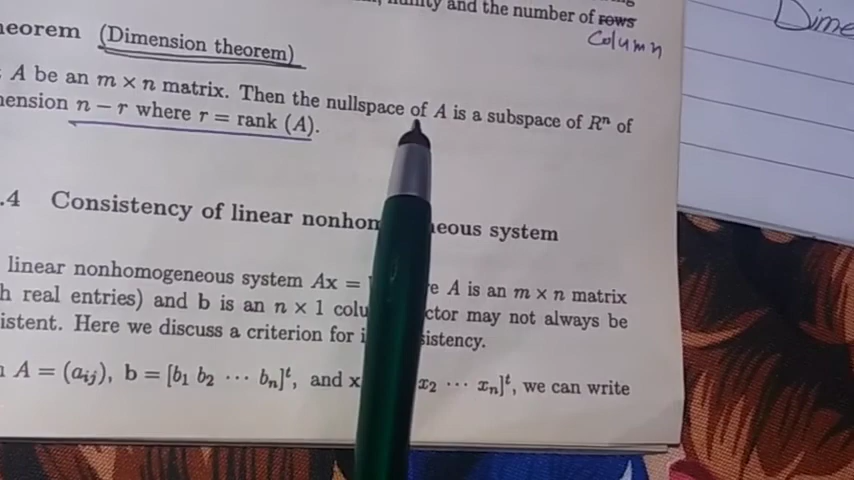 and the number of rows
Column
Dime
eorem (Dimension theorem)
A be an m × n matrix. Then the nullspace of A is a subspace of Rⁿ of
ension n − r where r = rank (A).
.4 Consistency of linear nonhom eous system
linear nonhomogeneous system Ax = e A is an m × n matrix
h real entries) and b is an n × 1 colu ctor may not always be
istent. Here we discuss a criterion for i sistency.
A = (aᵢⱼ), b = [b₁ b₂ ⋯ bₙ]ᵗ, and x x₂ ⋯ xₙ]ᵗ, we can write